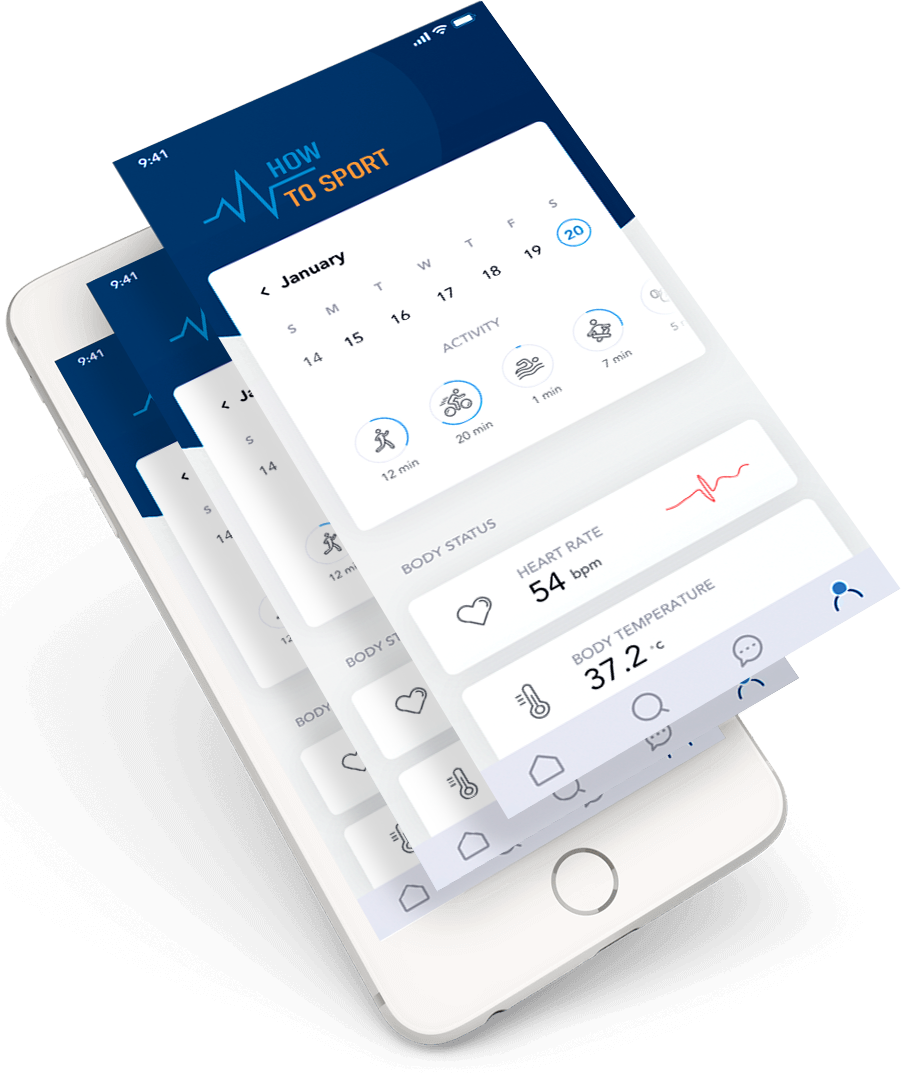 9:41
HOW
TO SPORT
January
S M T W T F S
14 15 16 17 18 19 20
ACTIVITY
12 min 20 min 1 min 7 min 5
BODY STATUS
HEART RATE
54 bpm
BODY TEMPERATURE
37.2 °C
9:41
Ja
S
14
12 mi
BODY ST
9:41
S
14
12
BODY